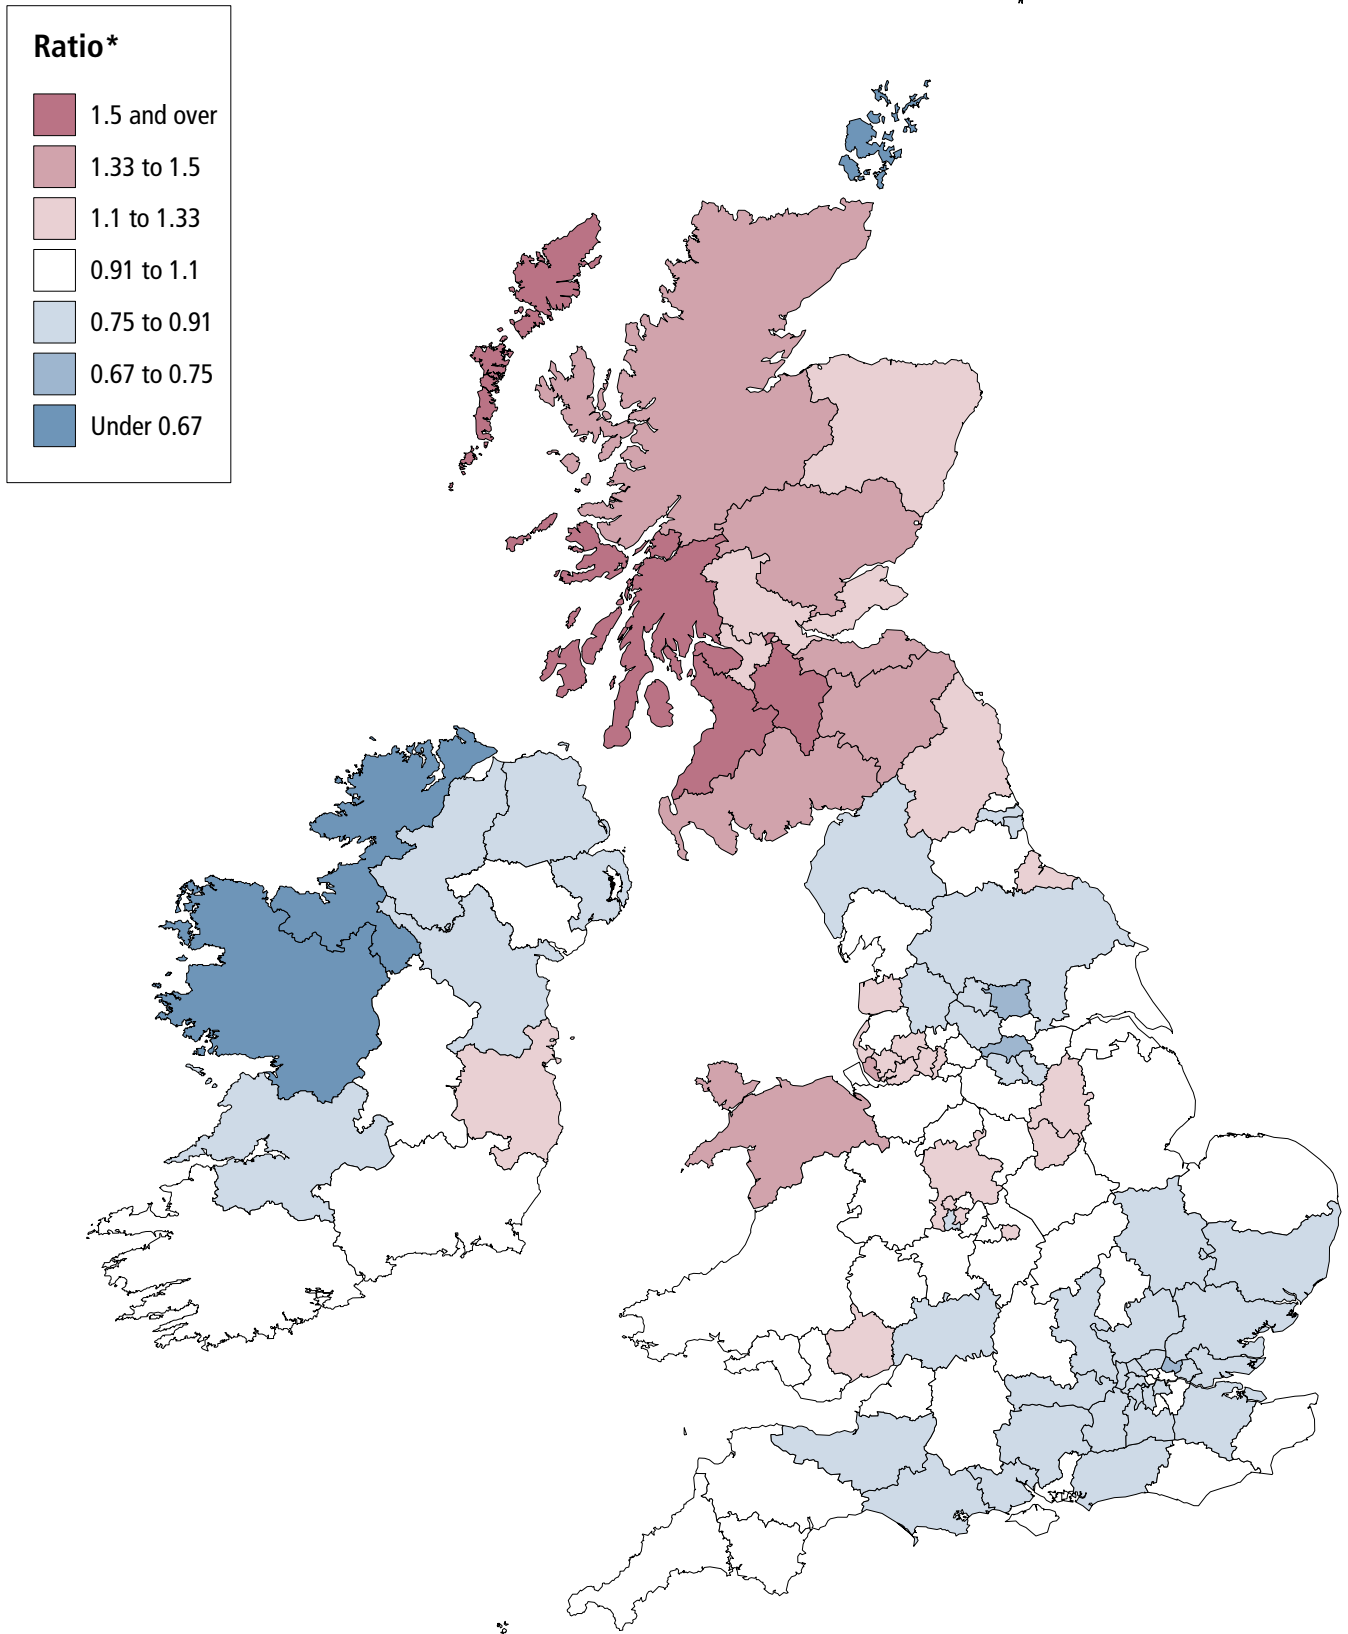 Ratio*
1.5 and over
1.33 to 1.5
1.1 to 1.33
0.91 to 1.1
0.75 to 0.91
0.67 to 0.75
Under 0.67